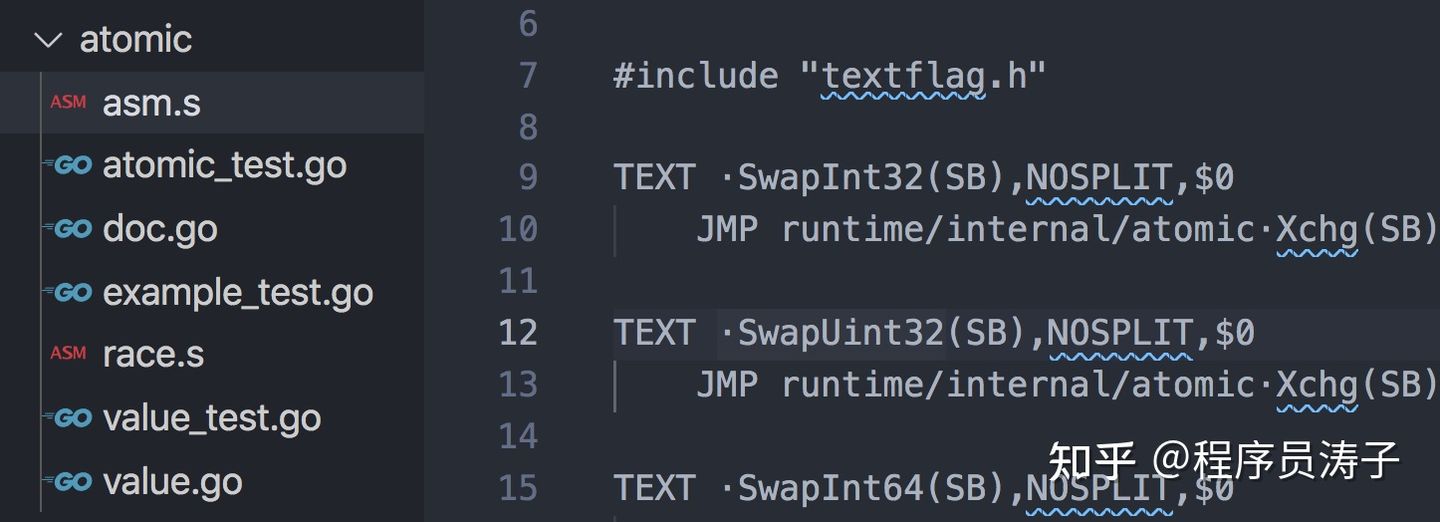 atomic
ASM asm.s
GO atomic_test.go
GO doc.go
GO example_test.go
ASM race.s
GO value_test.go
GO value.go
6
7 #include "textflag.h"
8
9 TEXT ·SwapInt32(SB),NOSPLIT,$0
10 JMP runtime/internal/atomic·Xchg(SB)
11
12 TEXT ·SwapUint32(SB),NOSPLIT,$0
13 JMP runtime/internal/atomic·Xchg(SB)
14
15 TEXT ·SwapInt64(SB),NOSPLIT,$0
知乎 @程序员涛子